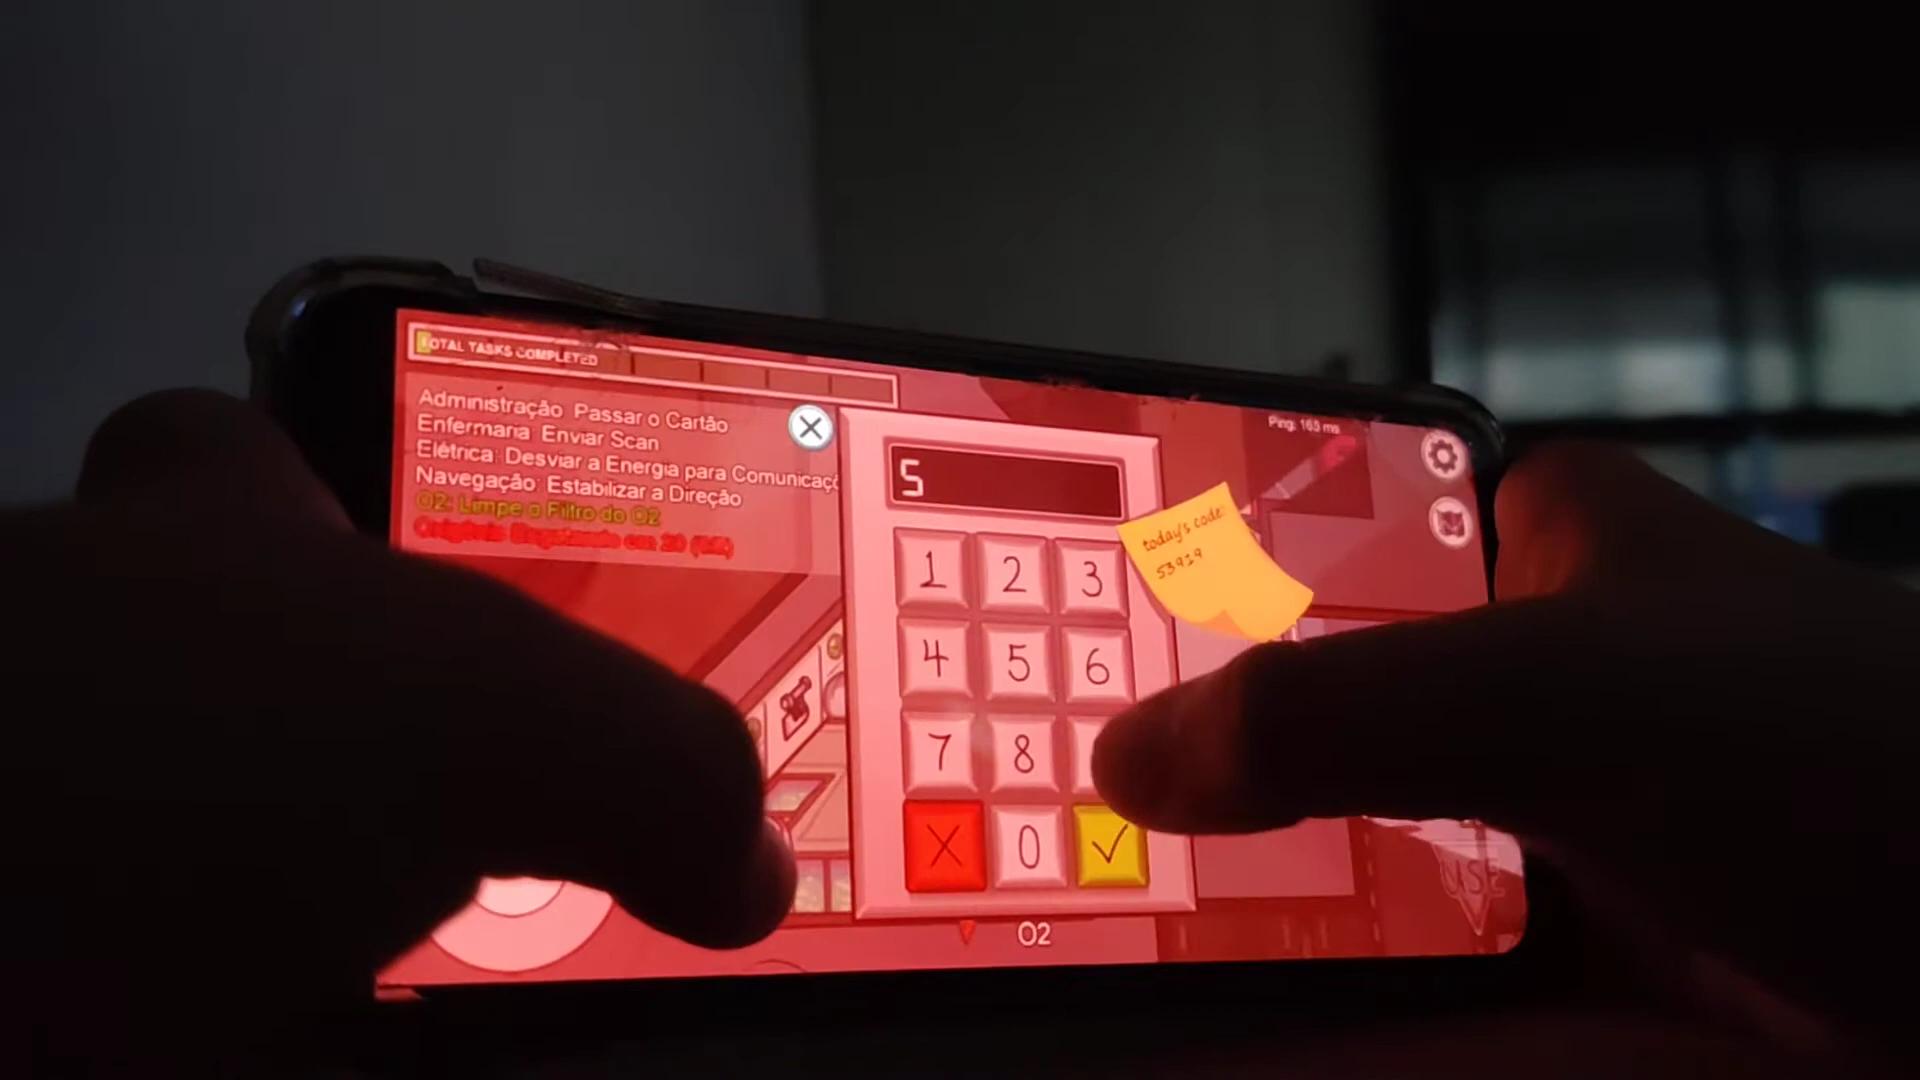 TOTAL TASKS COMPLETED
Administração: Passar o Cartão
Enfermaria: Enviar Scan
Elétrica: Desviar a Energia para Comunicaçõ
Navegação: Estabilizar a Direção
O2: Limpe o Filtro do O2
Ping: 163 ms
5
today's code:
53919
1 2 3
4 5 6
7 8
X 0 ✓
O2
USE